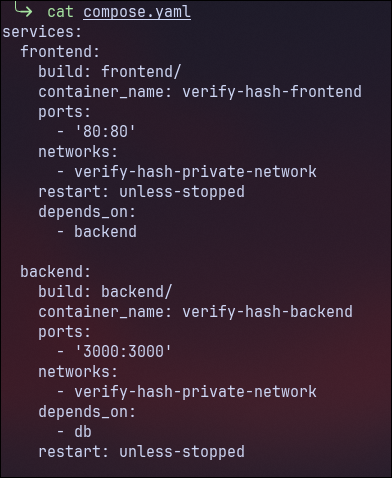 ╰─> cat compose.yaml
services:
  frontend:
    build: frontend/
    container_name: verify-hash-frontend
    ports:
      - '80:80'
    networks:
      - verify-hash-private-network
    restart: unless-stopped
    depends_on:
      - backend

  backend:
    build: backend/
    container_name: verify-hash-backend
    ports:
      - '3000:3000'
    networks:
      - verify-hash-private-network
    depends_on:
      - db
    restart: unless-stopped